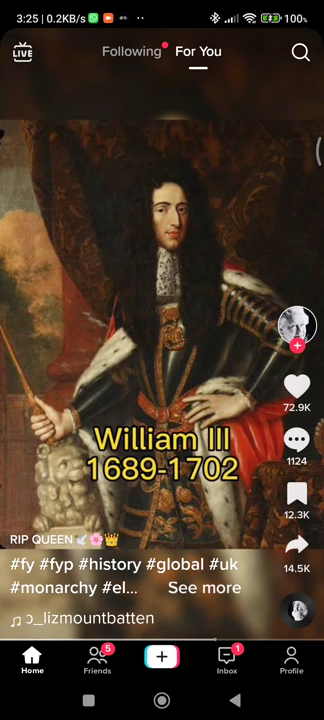 3:25 | 0.2KB/s
100%
LIVE
Following
For You
72.9K
1124
12.3K
14.5K
William III
1689-1702
RIP QUEEN🕊🌸👑
#fy #fyp #history #global #uk
#monarchy #el... See more
ɔ_lizmountbatten
Home
5
Friends
1
Inbox
Profile